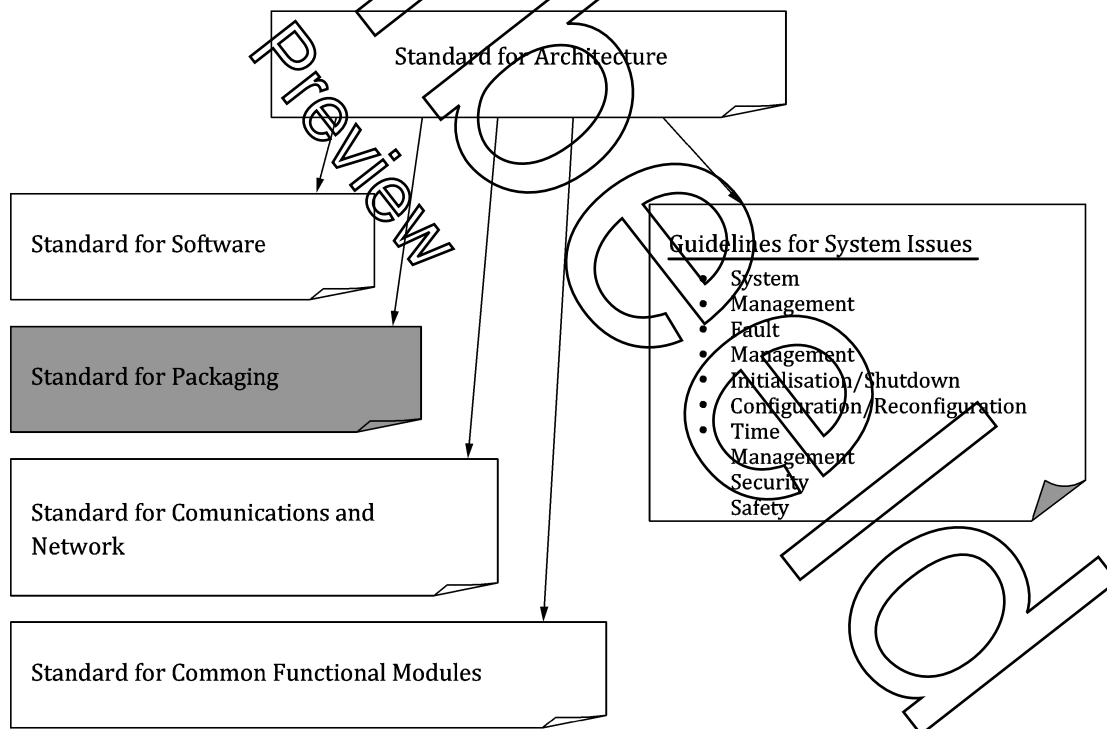 Standard for Architecture
Preview
Standard for Software
Standard for Packaging
Standard for Comunications and
Network
Standard for Common Functional Modules
Guidelines for System Issues
• System
• Management
• Fault
• Management
• Initialisation/Shutdown
• Configuration/Reconfiguration
• Time
Management
Security
Safety